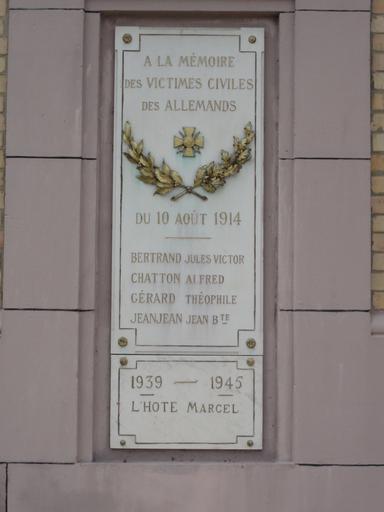 A LA MÉMOIRE
DES VICTIMES CIVILES
DES ALLEMANDS
DU 10 AOÛT 1914
BERTRAND JULES VICTOR
CHATTON ALFRED
GÉRARD THÉOPHILE
JEANJEAN JEAN BTE
1939 — 1945
L'HOTE MARCEL